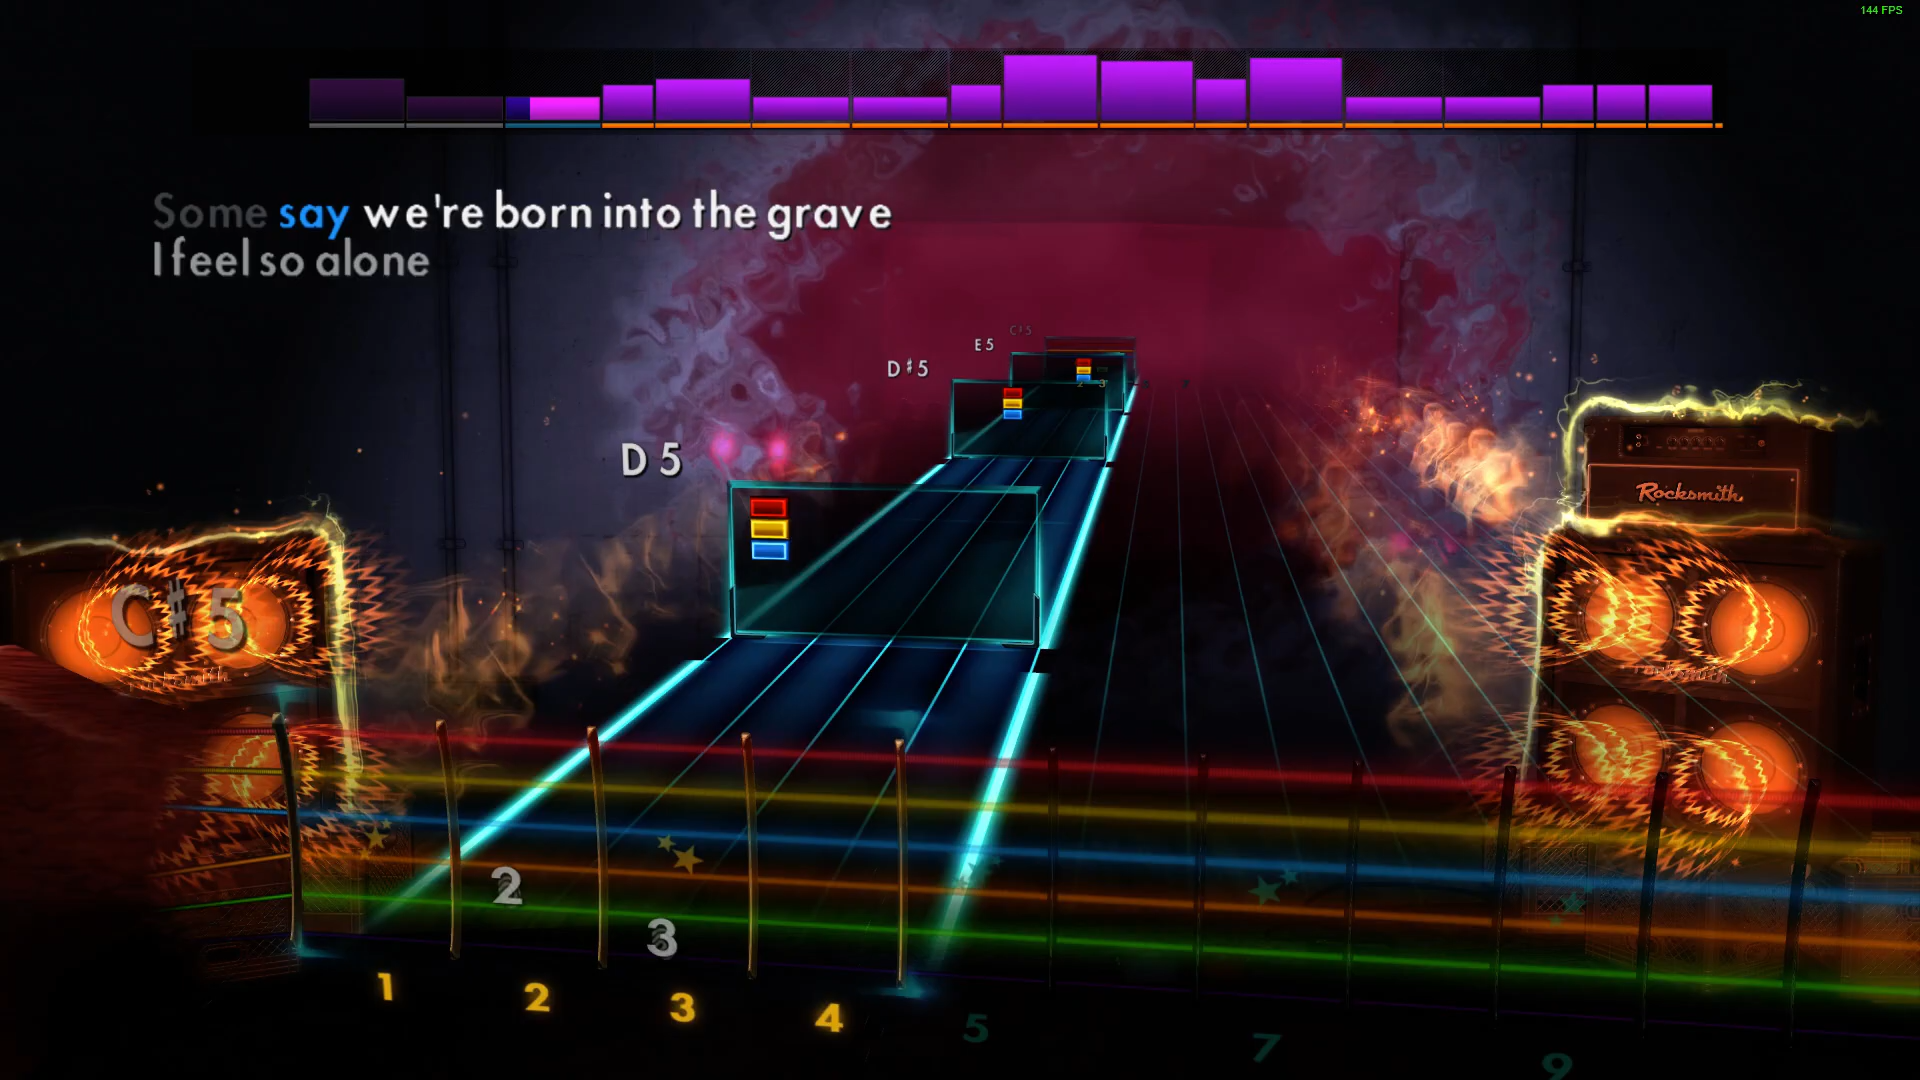 144 FPS
Some say we're born into the grave
I feel so alone
C#5
E5
D#5
D5
Rocksmith
C#5
2
3
1
2
3
4
5
7
9